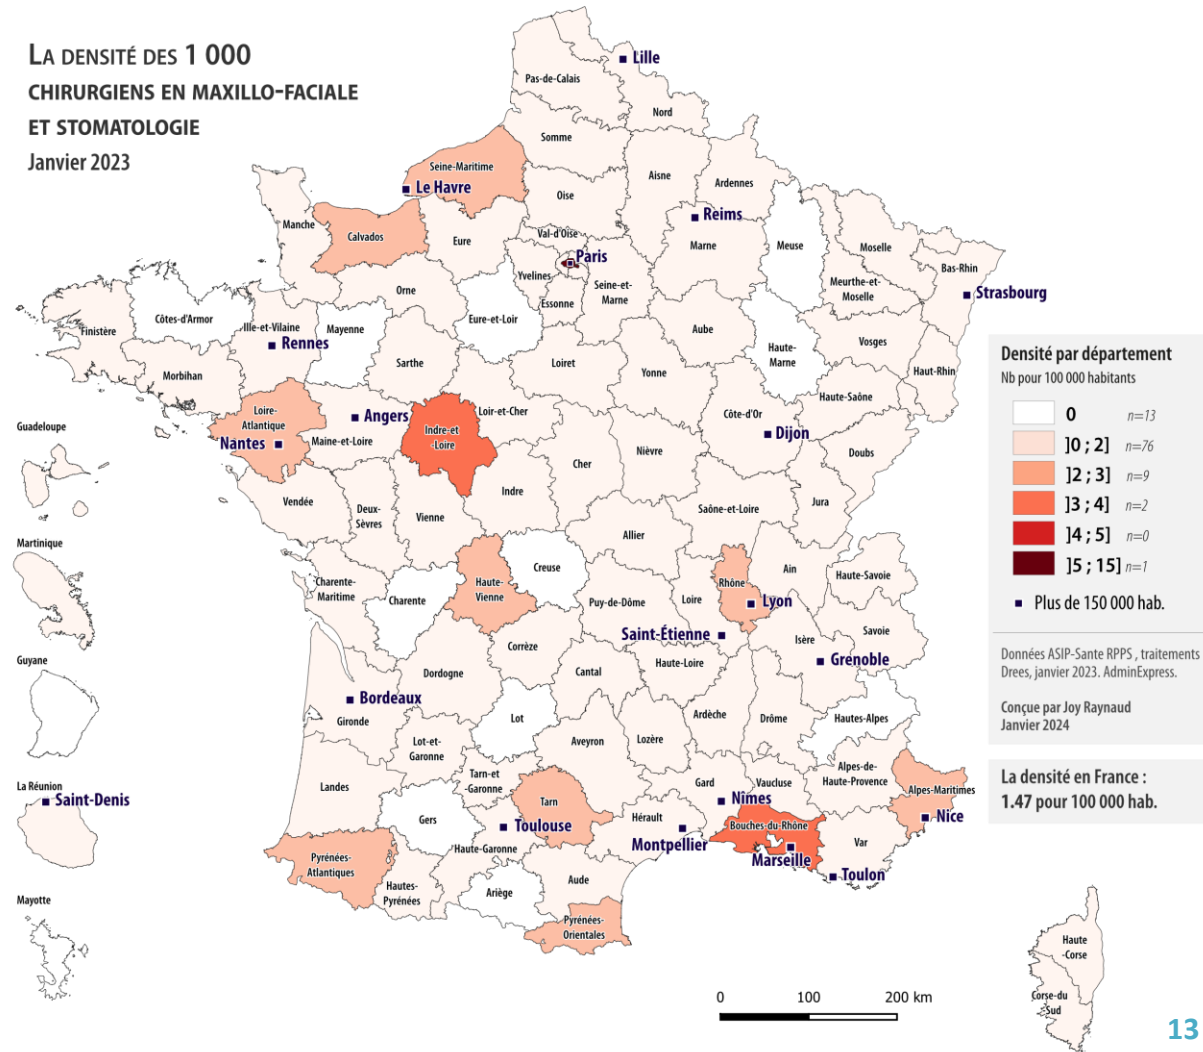 LA DENSITÉ DES 1 000
CHIRURGIENS EN MAXILLO-FACIALE
ET STOMATOLOGIE
Janvier 2023
Lille
Pas-de-Calais
Nord
Somme
Seine-Maritime
Le Havre
Aisne
Ardennes
Oise
Reims
Manche
Calvados
Eure
Val-d'Oise
Paris
Marne
Meuse
Moselle
Bas-Rhin
Yvelines
Seine-et-
Marne
Essonne
Meurthe-et-
Moselle
Strasbourg
Orne
Côtes-d'Armor
Finistère
Ille-et-Vilaine
Rennes
Mayenne
Eure-et-Loir
Aube
Vosges
Haute-
Marne
Sarthe
Loiret
Yonne
Haut-Rhin
Morbihan
Loire-
Atlantique
Nantes
Angers
Maine-et-Loire
Indre-et
-Loire
Loir-et-Cher
Côte-d'Or
Dijon
Haute-Saône
Doubs
Cher
Nièvre
Indre
Vendée
Deux-
Sèvres
Vienne
Saône-et-Loire
Jura
Allier
Charente-
Maritime
Charente
Haute-
Vienne
Creuse
Puy-de-Dôme
Loire
Rhône
Lyon
Ain
Haute-Savoie
Savoie
Saint-Étienne
Isère
Grenoble
Corrèze
Cantal
Haute-Loire
Dordogne
Bordeaux
Gironde
Lot
Ardèche
Drôme
Hautes-Alpes
Lot-et-
Garonne
Aveyron
Lozère
Alpes-de-
Haute-Provence
Alpes-Maritimes
Nice
Landes
Tarn-et
-Garonne
Tarn
Gard
Vaucluse
Nîmes
Gers
Toulouse
Haute-Garonne
Hérault
Montpellier
Bouches-du-Rhône
Marseille
Var
Toulon
Pyrénées-
Atlantiques
Hautes-
Pyrénées
Ariège
Aude
Pyrénées-
Orientales
Haute
-Corse
Corse-du
Sud
Guadeloupe
Martinique
Guyane
La Réunion
Saint-Denis
Mayotte
Densité par département
Nb pour 100 000 habitants
0 n=13
]0 ; 2] n=76
]2 ; 3] n=9
]3 ; 4] n=2
]4 ; 5] n=0
]5 ; 15] n=1
Plus de 150 000 hab.
Données ASIP-Sante RPPS , traitements
Drees, janvier 2023. AdminExpress.
Conçue par Joy Raynaud
Janvier 2024
La densité en France :
1.47 pour 100 000 hab.
0 100 200 km
13